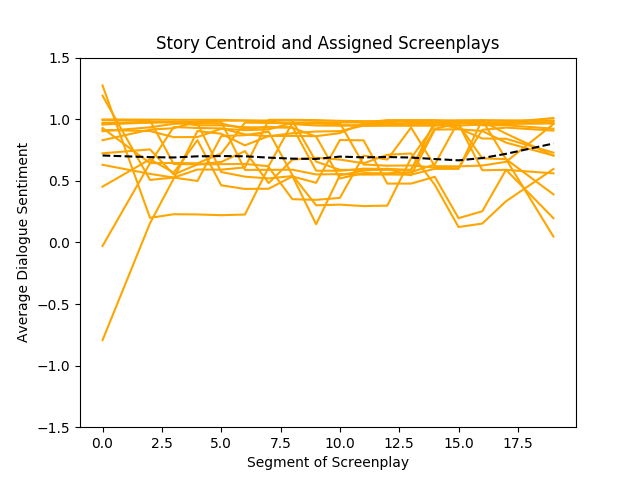 Story Centroid and Assigned Screenplays
Average Dialogue Sentiment
1.5
1.0
0.5
0.0
−0.5
−1.0
−1.5
0.0 2.5 5.0 7.5 10.0 12.5 15.0 17.5
Segment of Screenplay